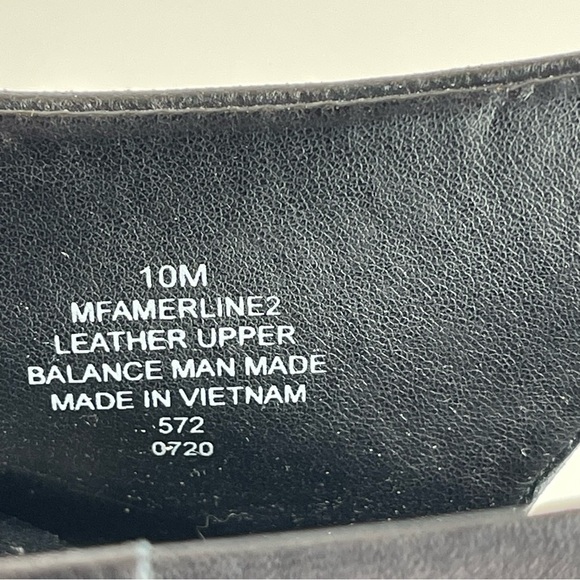 10M
MFAMERLINE2
LEATHER UPPER
BALANCE MAN MADE
MADE IN VIETNAM
572
0720